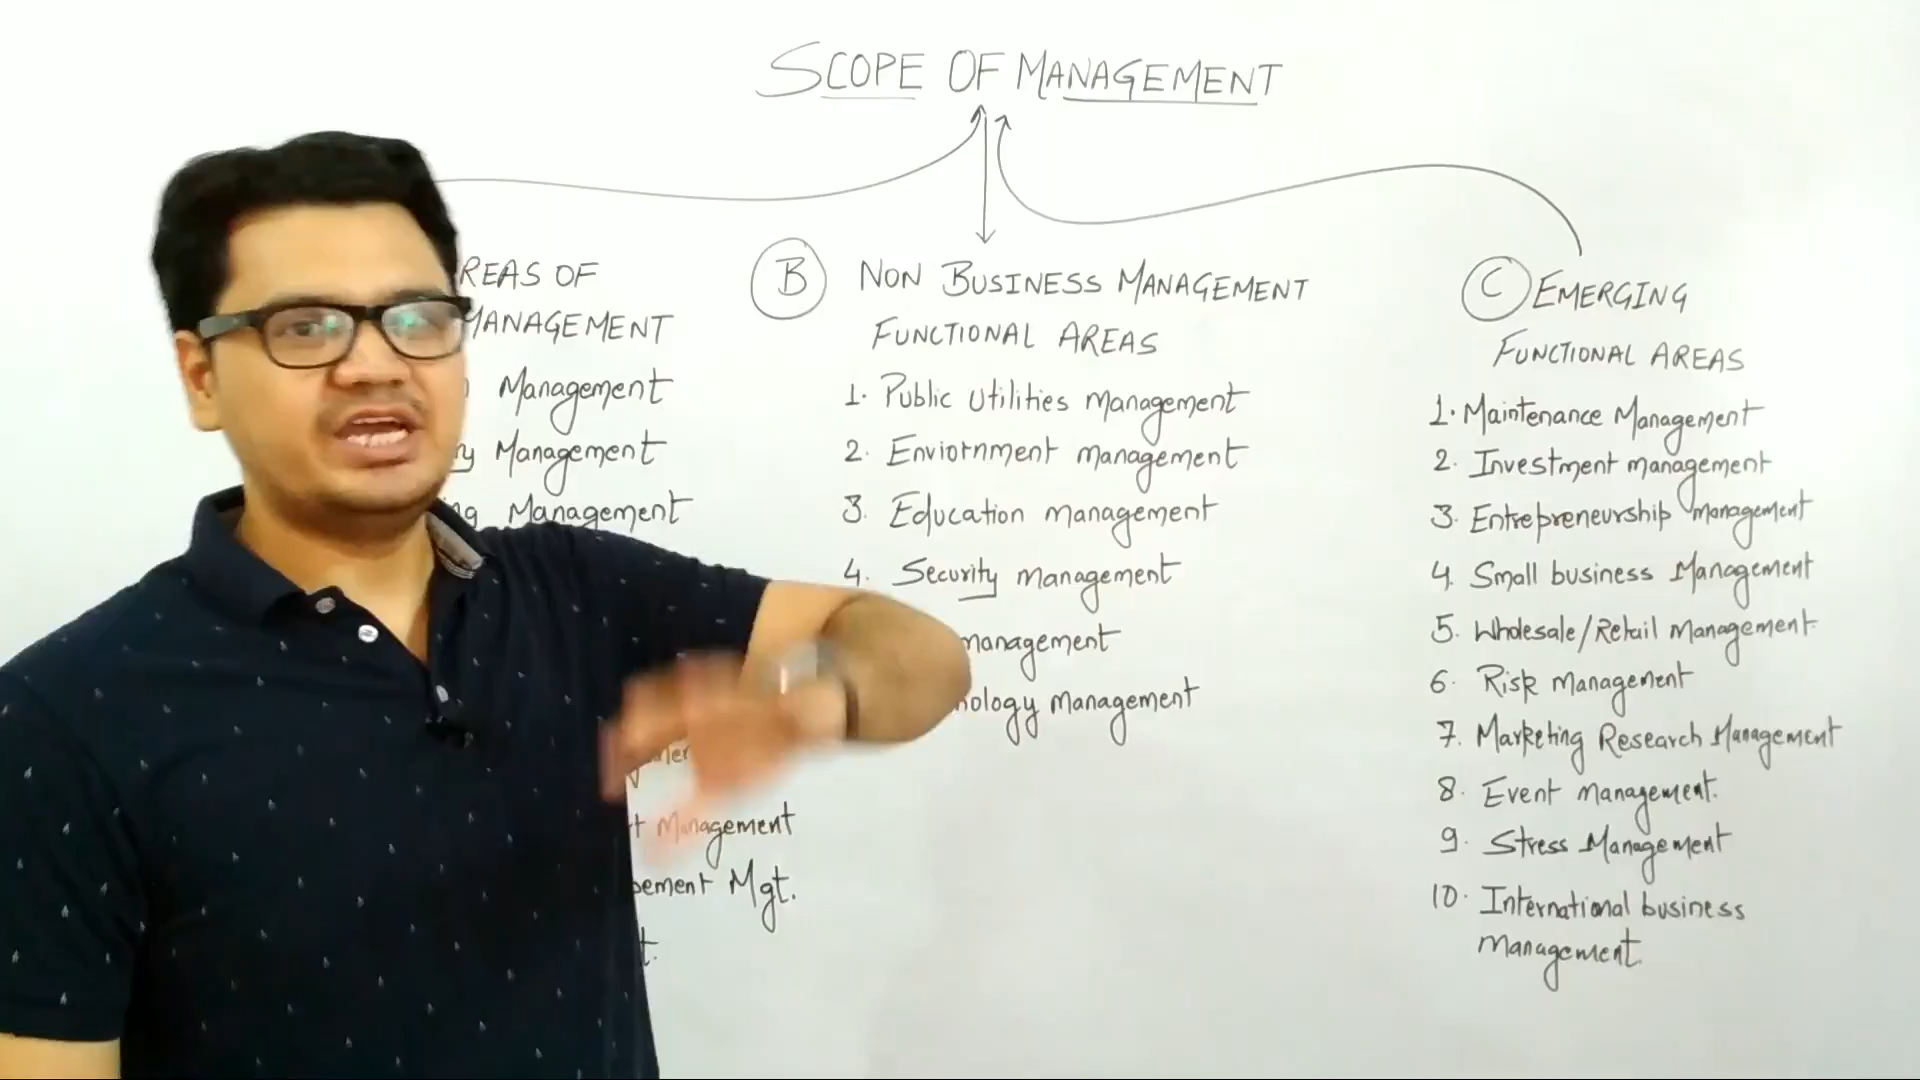 SCOPE OF MANAGEMENT
REAS OF
MANAGEMENT
Management
y Management
ng Management
t Management
pement Mgt.
t.
B NON BUSINESS MANAGEMENT
FUNCTIONAL AREAS
1. Public Utilities management
2. Enviornment management
3. Education management
4. Security management
management
nology management
C EMERGING
FUNCTIONAL AREAS
1. Maintenance Management
2. Investment management
3. Entrepreneurship management
4. Small business Management
5. Wholesale/Retail Management
6. Risk Management
7. Marketing Research Management
8. Event management.
9. Stress Management
10. International business
management